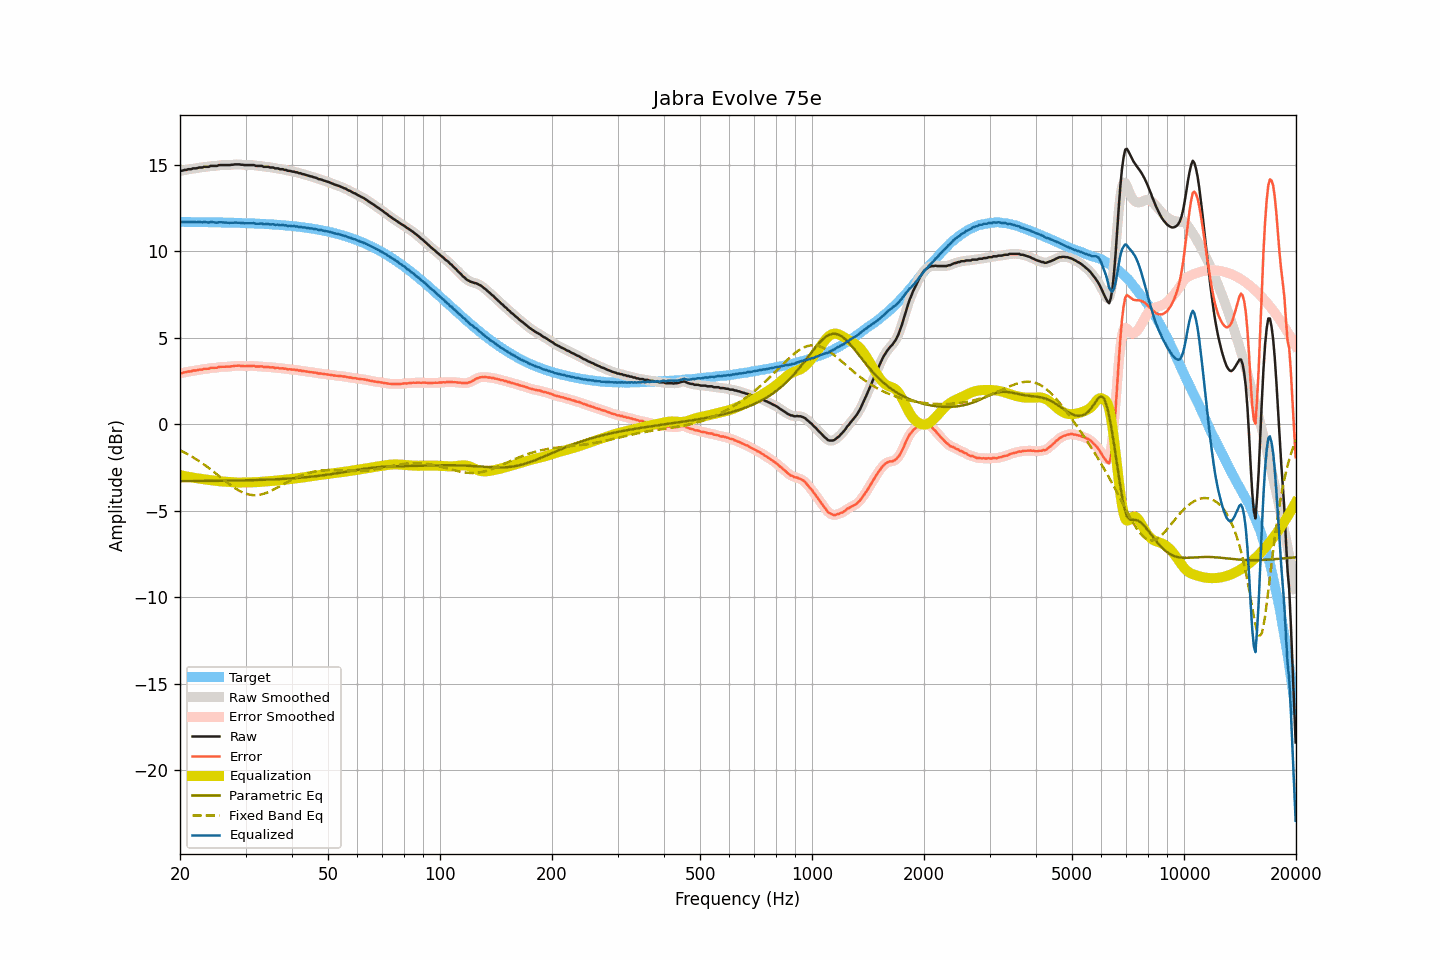 Jabra Evolve 75e
Amplitude (dBr)
15
10
5
0
−5
−10
−15
−20
Target
Raw Smoothed
Error Smoothed
Raw
Error
Equalization
Parametric Eq
Fixed Band Eq
Equalized
20 50 100 200 500 1000 2000 5000 10000 20000
Frequency (Hz)